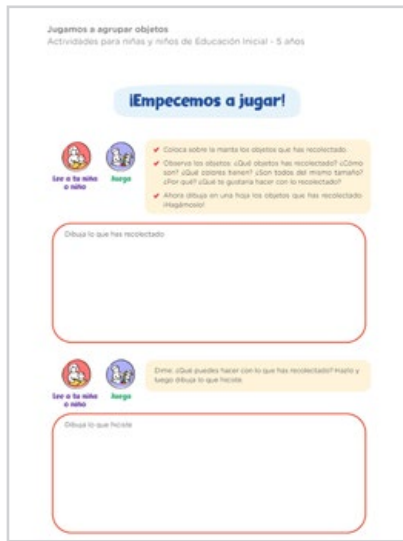 Jugamos a agrupar objetos
Actividades para niñas y niños de Educación Inicial - 5 años
¡Empecemos a jugar!
Coloca sobre la mantita los objetos que has recolectado.
Observa los objetos: ¿Qué objetos has recolectado? ¿Cómo
son? ¿Qué colores tienen? ¿Son todos del mismo tamaño?
¿Por qué? ¿Qué te gustaría hacer con lo recolectado?
Ahora dibuja en una hoja los objetos que has recolectado.
¡Hagámoslo!
Lee a tu niña
o niño
Juega
Dibuja lo que has recolectado
Dime: ¿Qué puedes hacer con lo que has recolectado? Hazlo y
luego dibuja lo que hiciste.
Lee a tu niña
o niño
Juega
Dibuja lo que hiciste